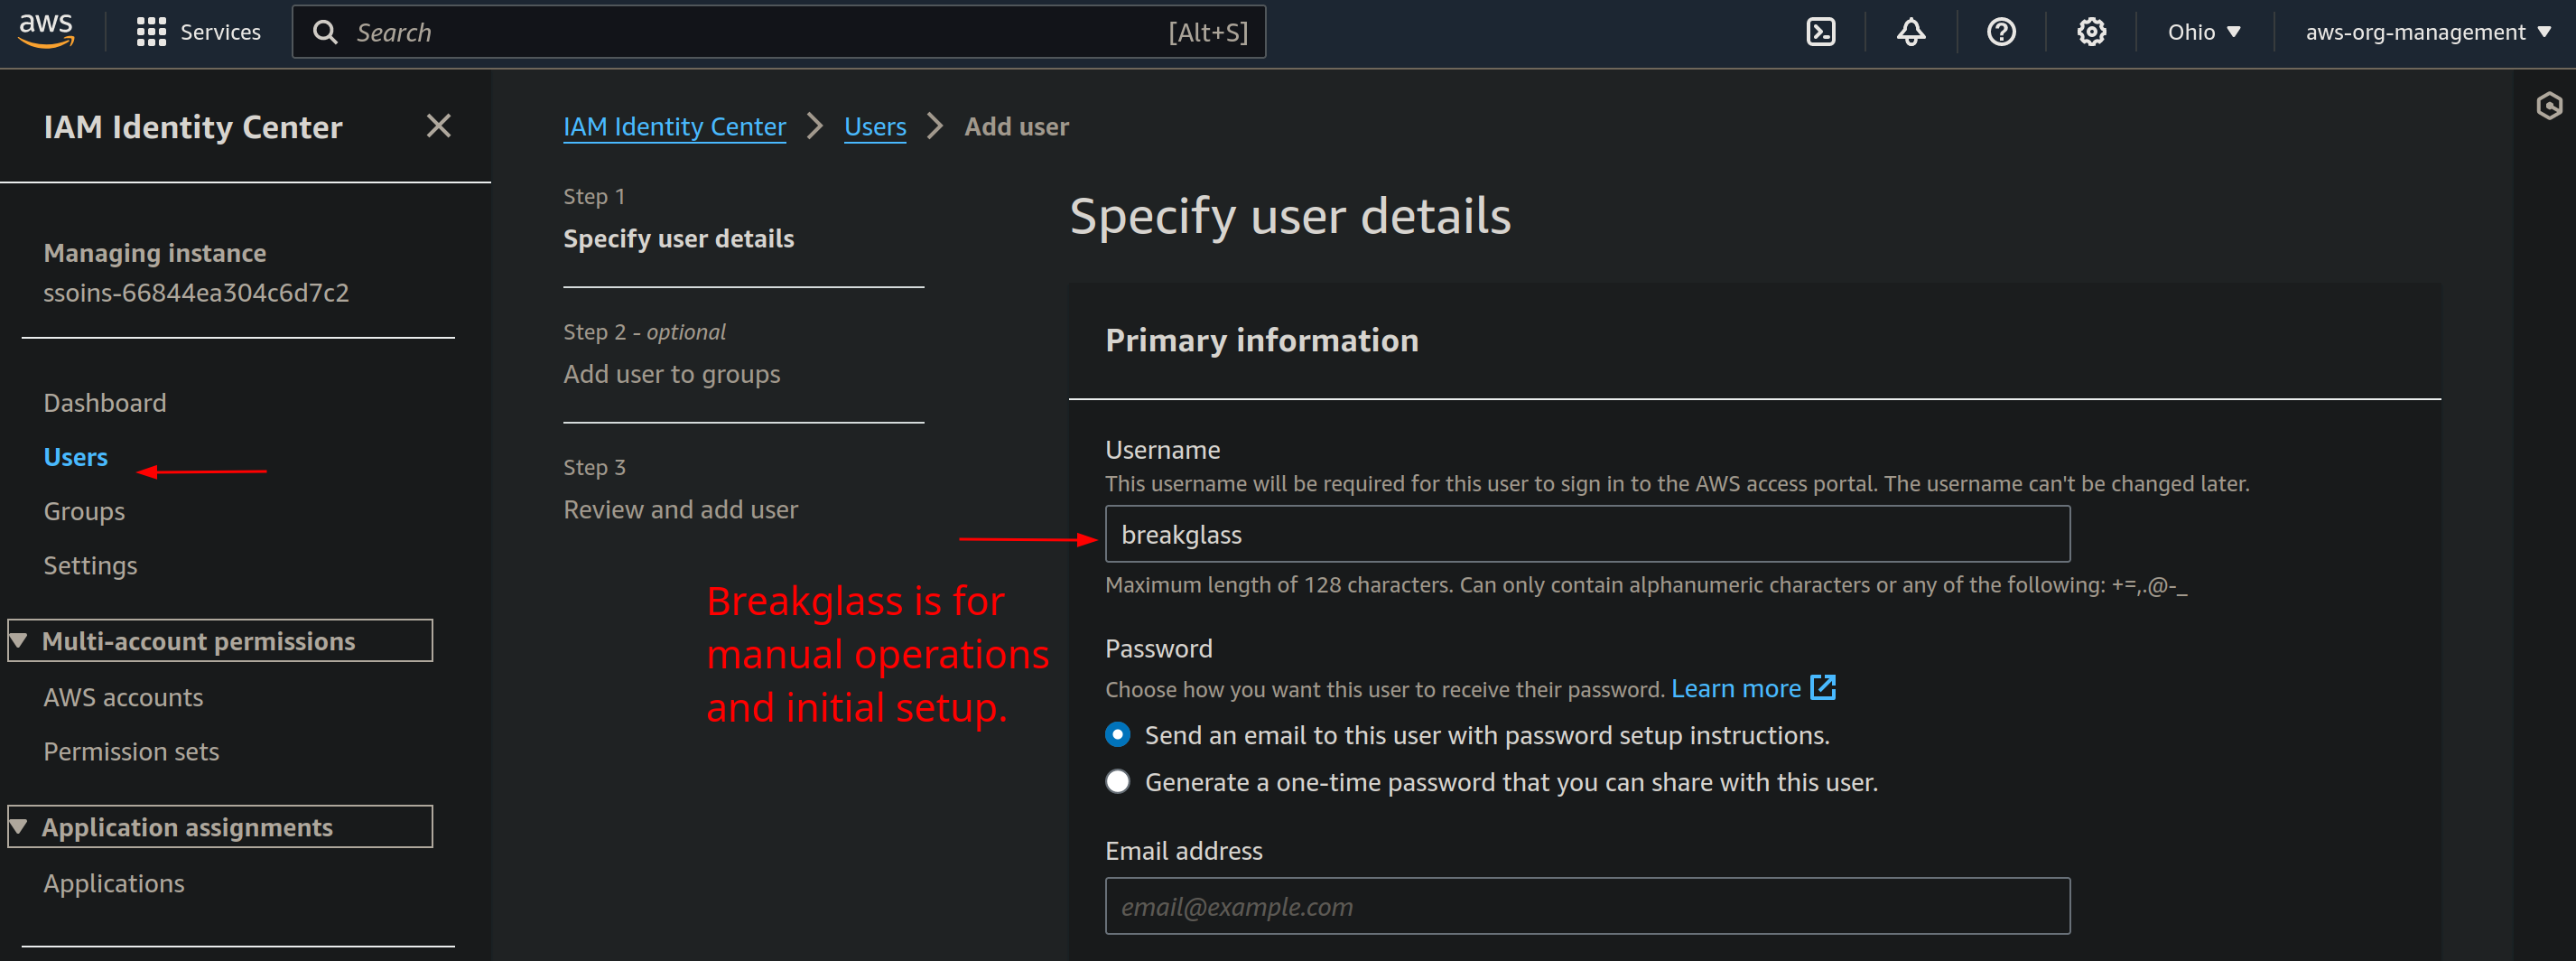 aws
Services
Search [Alt+S]
Ohio
aws-org-management
IAM Identity Center
Managing instance
ssoins-66844ea304c6d7c2
Dashboard
Users
Groups
Settings
Multi-account permissions
AWS accounts
Permission sets
Application assignments
Applications
IAM Identity Center > Users > Add user
Step 1
Specify user details
Step 2 - optional
Add user to groups
Step 3
Review and add user
Breakglass is for
manual operations
and initial setup.
Specify user details
Primary information
Username
This username will be required for this user to sign in to the AWS access portal. The username can't be changed later.
breakglass
Maximum length of 128 characters. Can only contain alphanumeric characters or any of the following: +=,.@-_
Password
Choose how you want this user to receive their password. Learn more
Send an email to this user with password setup instructions.
Generate a one-time password that you can share with this user.
Email address
email@example.com